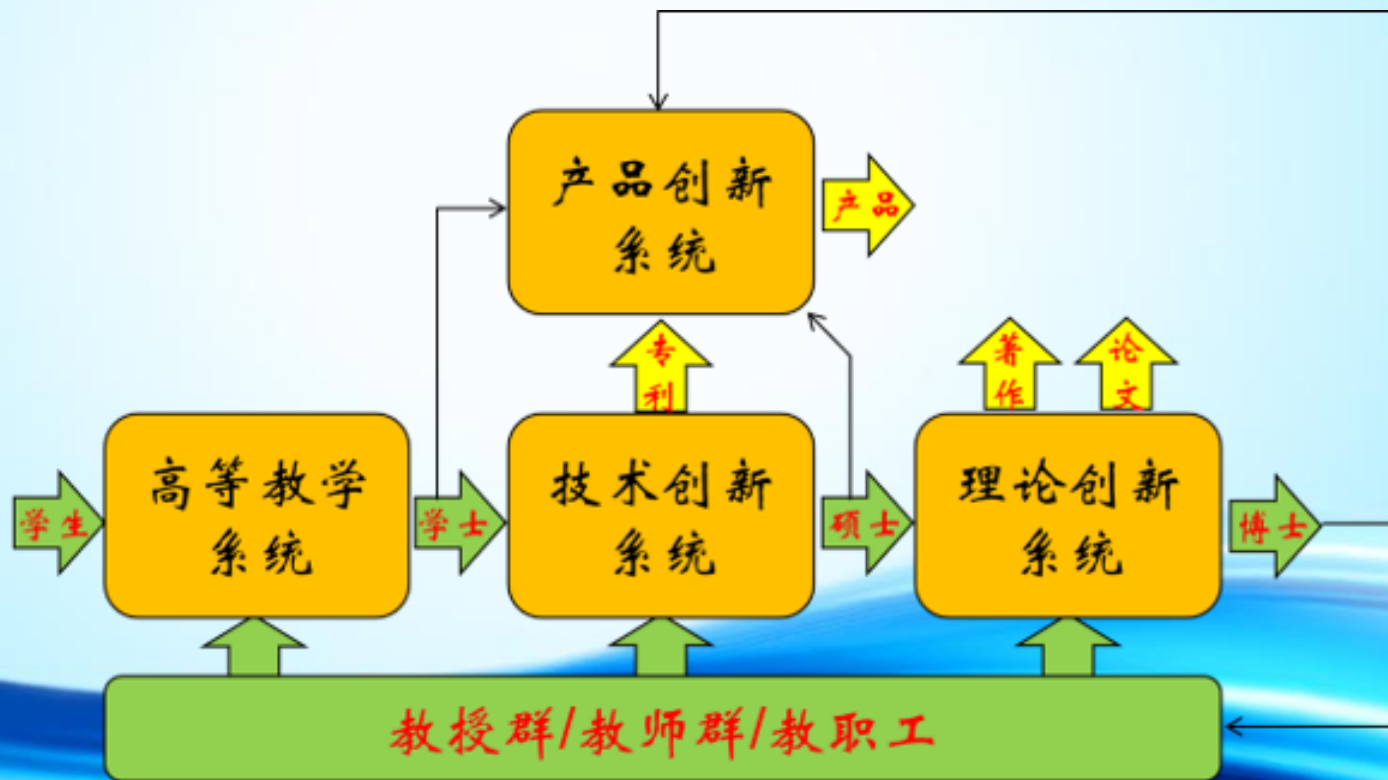 产品创新
系统
产品
专
利
著
作
论
文
学生
高等教学
系统
学士
技术创新
系统
硕士
理论创新
系统
博士
教授群/教师群/教职工